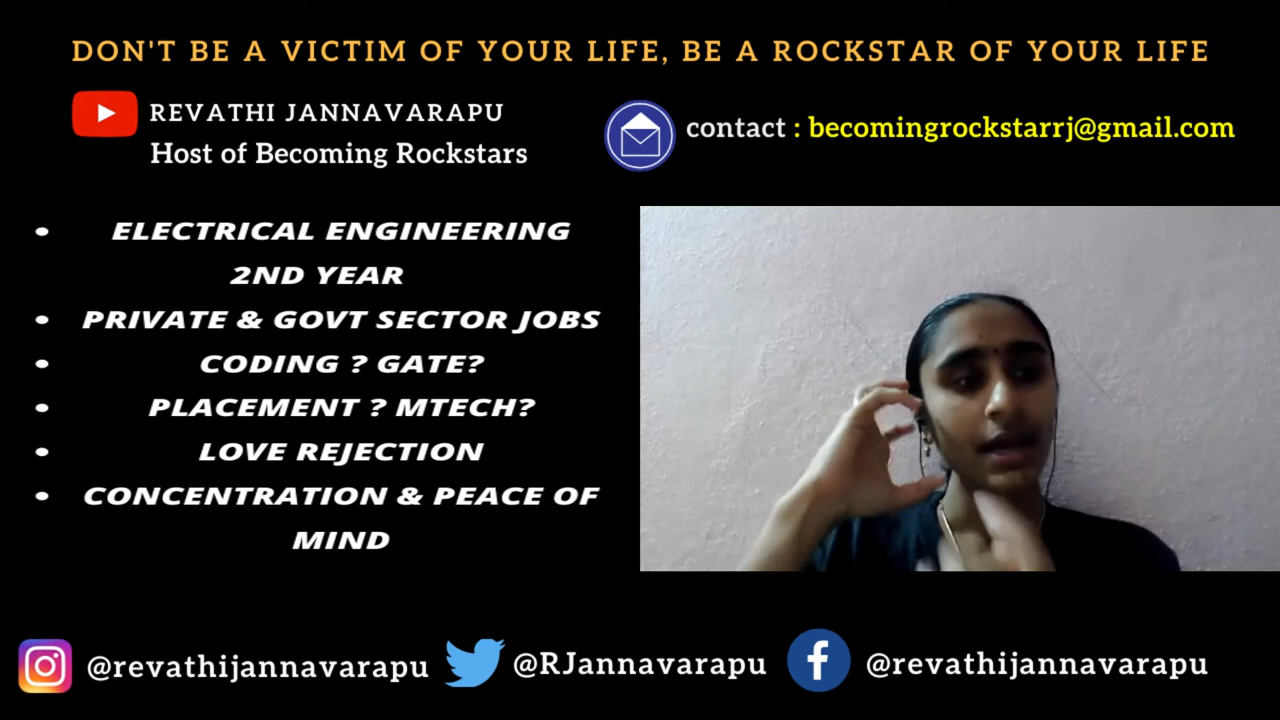 DON'T BE A VICTIM OF YOUR LIFE, BE A ROCKSTAR OF YOUR LIFE
REVATHI JANNAVARAPU
Host of Becoming Rockstars
contact : becomingrockstarrj@gmail.com
• ELECTRICAL ENGINEERING
2ND YEAR
• PRIVATE & GOVT SECTOR JOBS
• CODING ? GATE?
• PLACEMENT ? MTECH?
• LOVE REJECTION
• CONCENTRATION & PEACE OF
MIND
@revathijannavarapu
@RJannavarapu
@revathijannavarapu